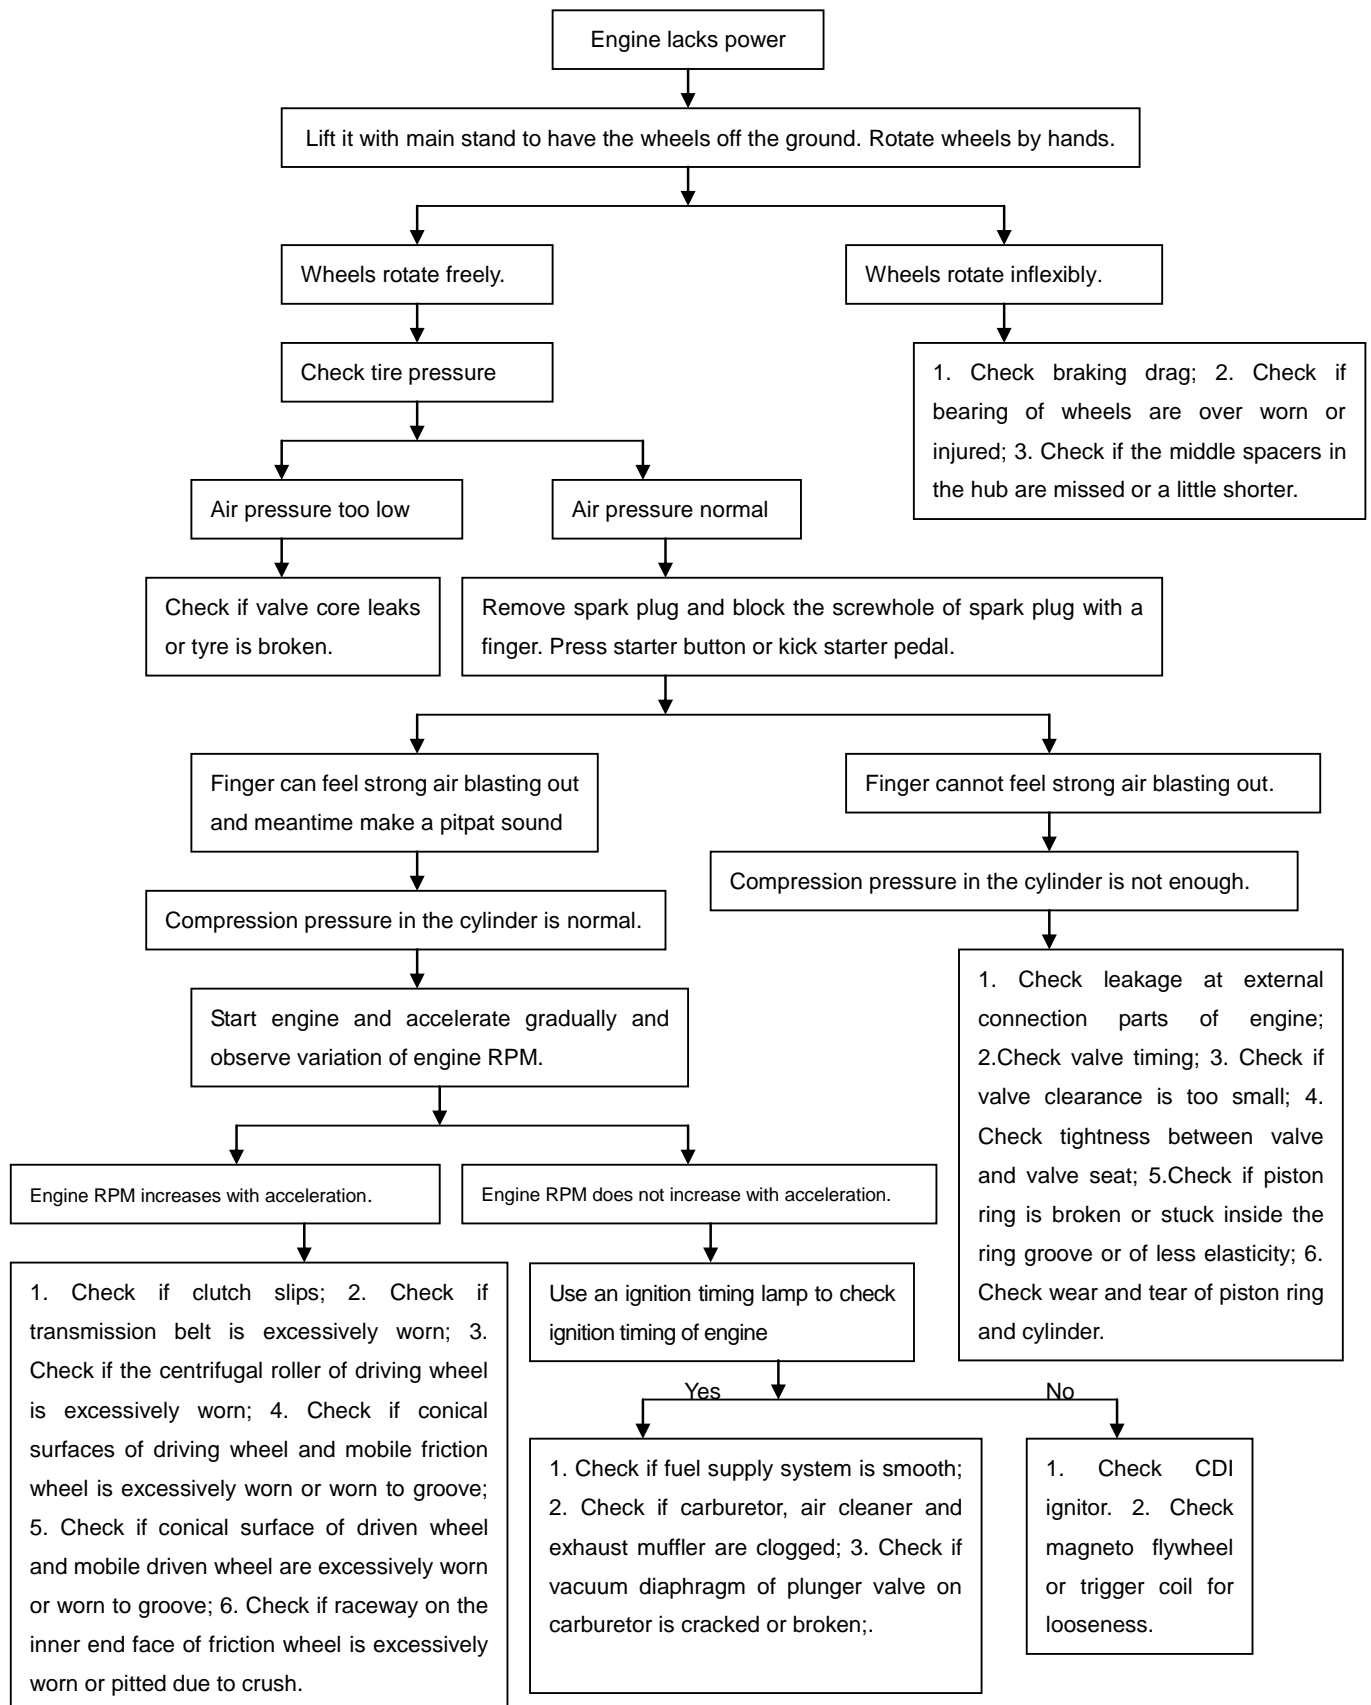 Engine lacks power
Lift it with main stand to have the wheels off the ground. Rotate wheels by hands.
Wheels rotate freely.
Wheels rotate inflexibly.
Check tire pressure
1. Check braking drag; 2. Check if
bearing of wheels are over worn or
injured; 3. Check if the middle spacers in
the hub are missed or a little shorter.
Air pressure too low
Air pressure normal
Check if valve core leaks
or tyre is broken.
Remove spark plug and block the screwhole of spark plug with a
finger. Press starter button or kick starter pedal.
Finger can feel strong air blasting out
and meantime make a pitpat sound
Finger cannot feel strong air blasting out.
Compression pressure in the cylinder is normal.
Compression pressure in the cylinder is not enough.
Start engine and accelerate gradually and
observe variation of engine RPM.
1. Check leakage at external
connection parts of engine;
2.Check valve timing; 3. Check if
valve clearance is too small; 4.
Check tightness between valve
and valve seat; 5.Check if piston
ring is broken or stuck inside the
ring groove or of less elasticity; 6.
Check wear and tear of piston ring
and cylinder.
Engine RPM increases with acceleration.
Engine RPM does not increase with acceleration.
1. Check if clutch slips; 2. Check if
transmission belt is excessively worn; 3.
Check if the centrifugal roller of driving wheel
is excessively worn; 4. Check if conical
surfaces of driving wheel and mobile friction
wheel is excessively worn or worn to groove;
5. Check if conical surface of driven wheel
and mobile driven wheel are excessively worn
or worn to groove; 6. Check if raceway on the
inner end face of friction wheel is excessively
worn or pitted due to crush.
Use an ignition timing lamp to check
ignition timing of engine
Yes
No
1. Check if fuel supply system is smooth;
2. Check if carburetor, air cleaner and
exhaust muffler are clogged; 3. Check if
vacuum diaphragm of plunger valve on
carburetor is cracked or broken;.
1. Check CDI
ignitor. 2. Check
magneto flywheel
or trigger coil for
looseness.